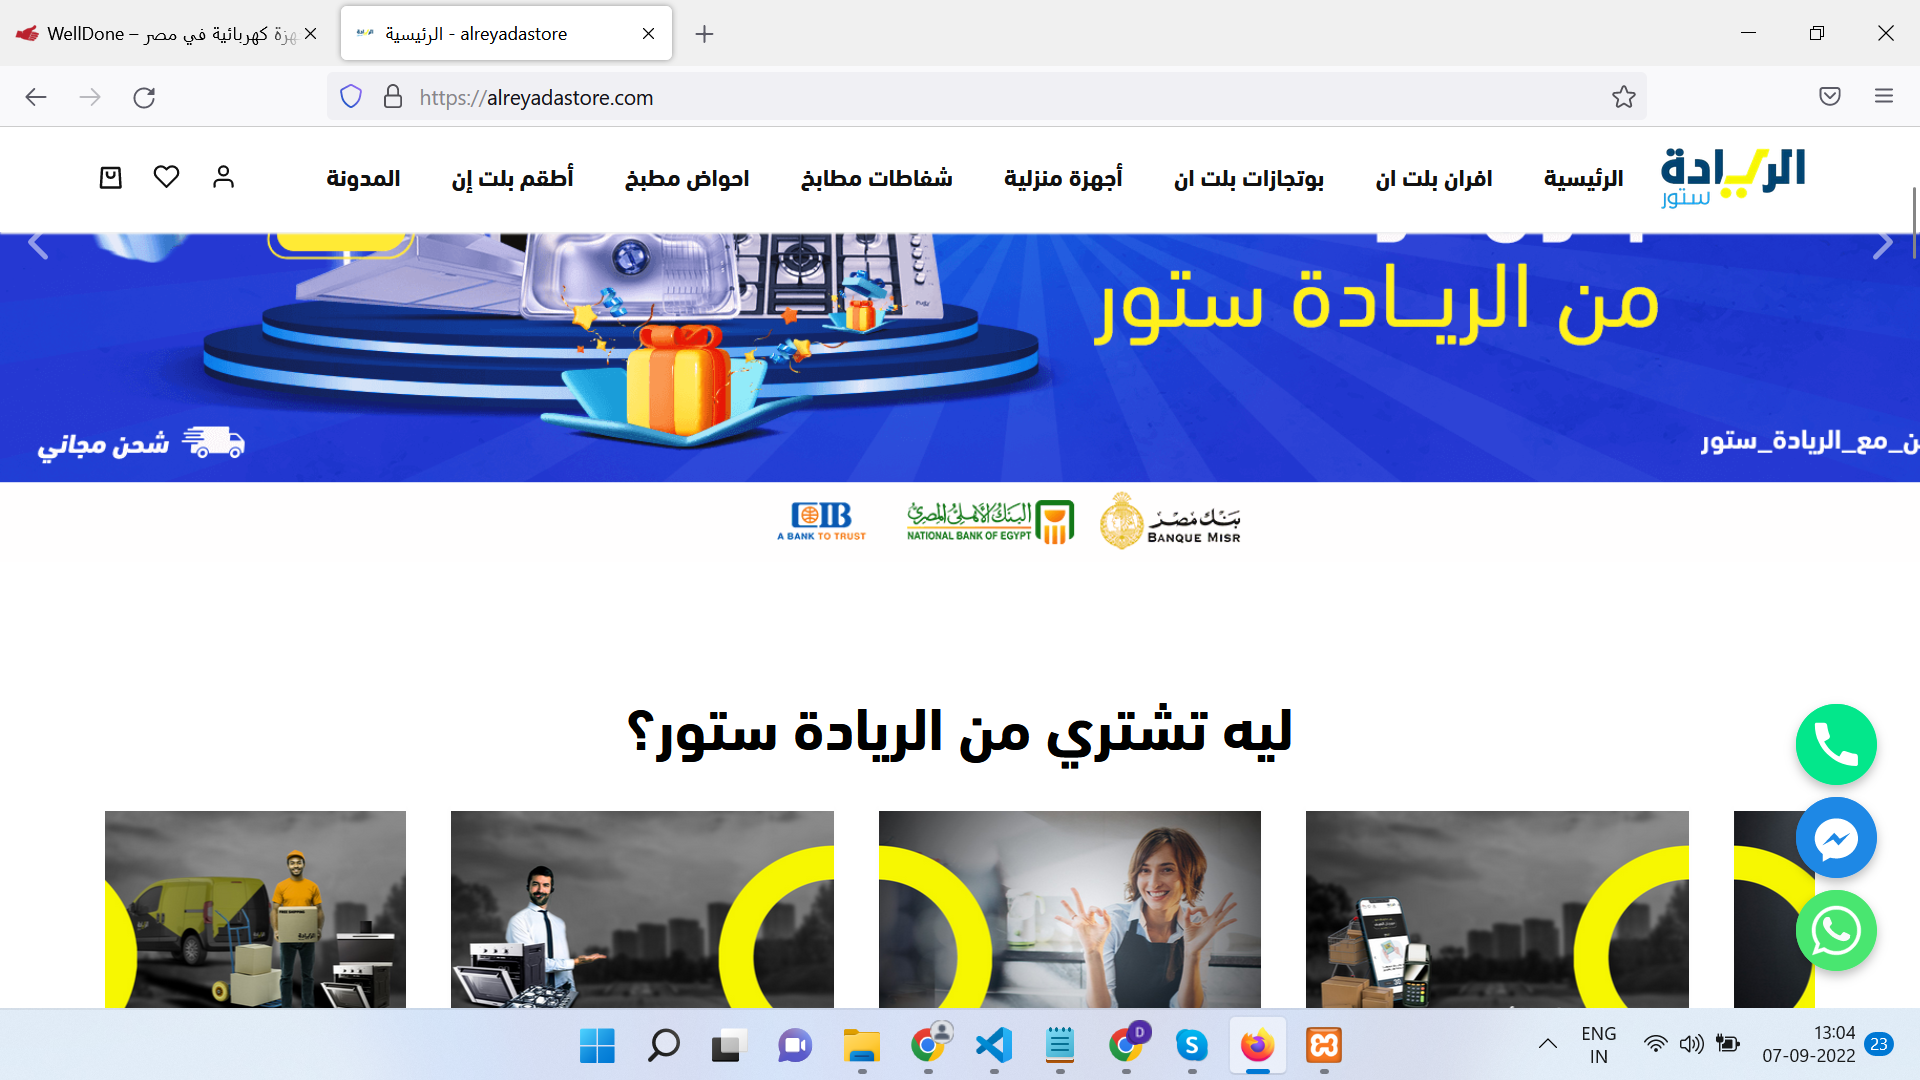 WellDone – هزة كهربائية في مصر
الرئيسية - alreyadastore
https://alreyadastore.com
الريادة
ستور
الرئيسية
افران بلت ان
بوتجازات بلت ان
أجهزة منزلية
شفاطات مطابخ
احواض مطبخ
أطقم بلت إن
المدونة
من الريــادة ستور
شحن مجاني
ن_مع_الريادة_ستور
CIB
A BANK TO TRUST
البنك الأهلي المصري
NATIONAL BANK OF EGYPT
بنك مصر
BANQUE MISR
ليه تشتري من الريادة ستور؟
D
S
ENG
IN
13:04
07-09-2022
23